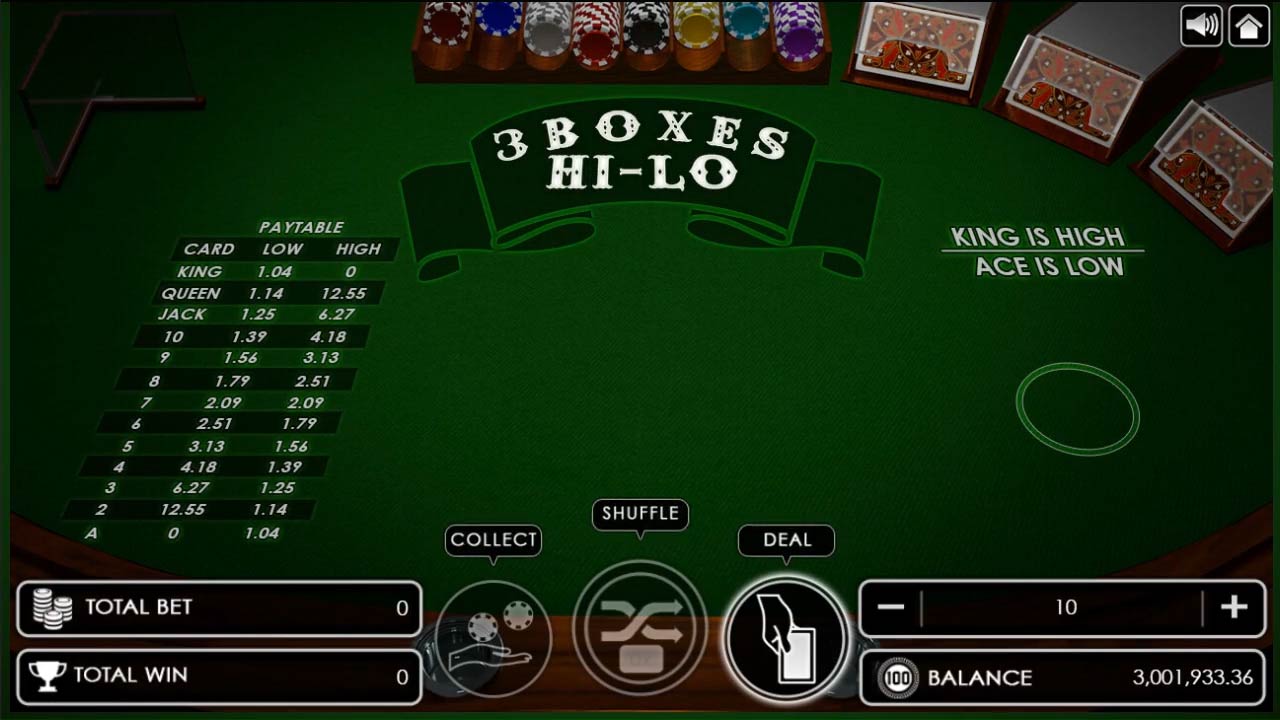 3 BOXES
HI-LO
PAYTABLE
CARD LOW HIGH
KING 1.04 0
QUEEN 1.14 12.55
JACK 1.25 6.27
10 1.39 4.18
9 1.56 3.13
8 1.79 2.51
7 2.09 2.09
6 2.51 1.79
5 3.13 1.56
4 4.18 1.39
3 6.27 1.25
2 12.55 1.14
A 0 1.04
KING IS HIGH
ACE IS LOW
COLLECT
SHUFFLE
DEAL
TOTAL BET 0
TOTAL WIN 0
10
100 BALANCE 3,001,933.36